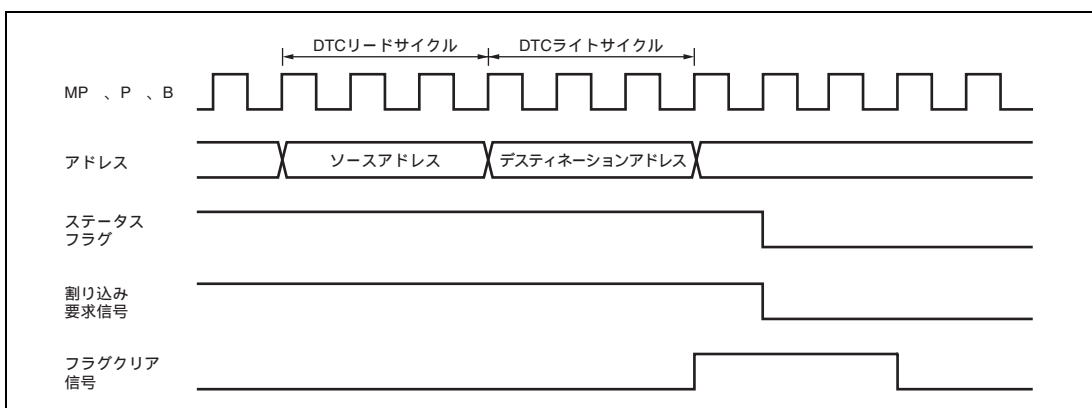 DTCリードサイクル
DTCライトサイクル
MP 、P 、B
アドレス
ソースアドレス
デスティネーションアドレス
ステータス
フラグ
割り込み
要求信号
フラグクリア
信号